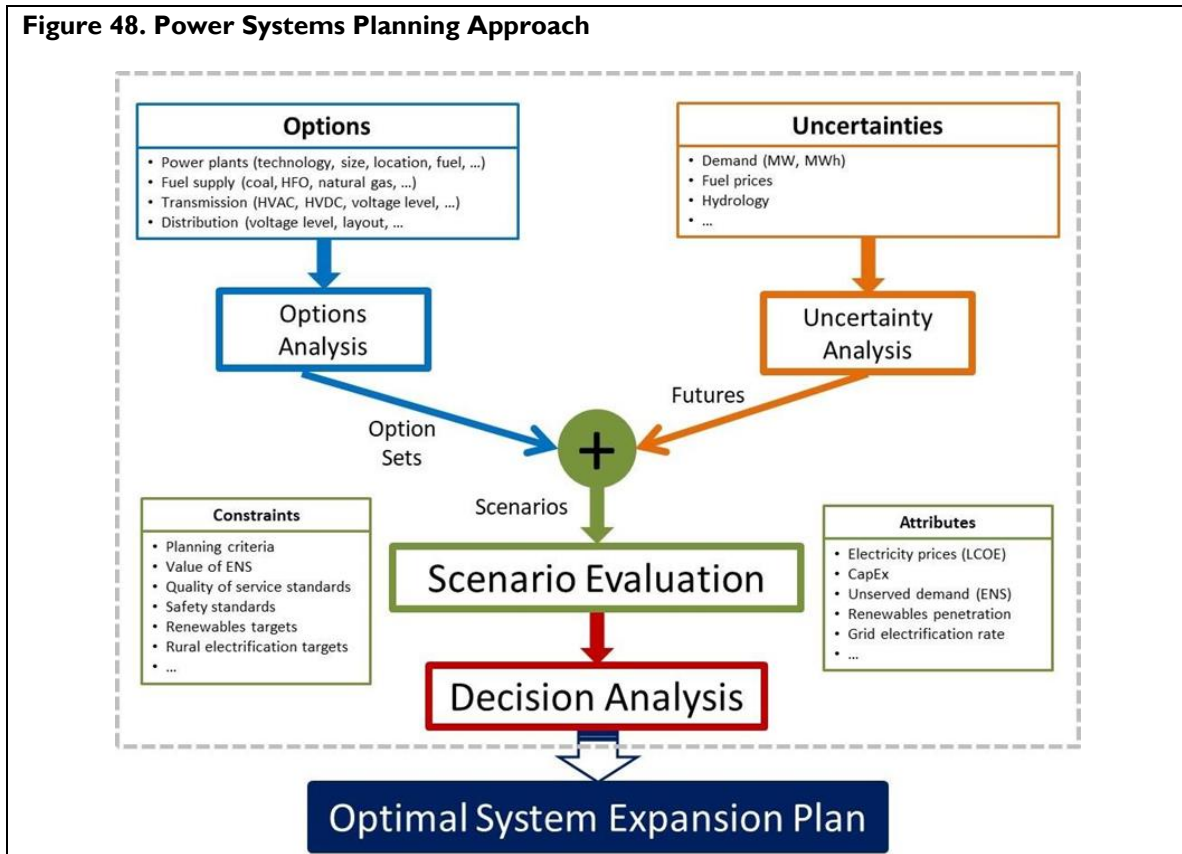 Figure 48. Power Systems Planning Approach
Options
• Power plants (technology, size, location, fuel, ...)
• Fuel supply (coal, HFO, natural gas, ...)
• Transmission (HVAC, HVDC, voltage level, ...)
• Distribution (voltage level, layout, ...
Uncertainties
• Demand (MW, MWh)
• Fuel prices
• Hydrology
• ...
Options
Analysis
Uncertainty
Analysis
Option
Sets
Futures
+
Scenarios
Constraints
• Planning criteria
• Value of ENS
• Quality of service standards
• Safety standards
• Renewables targets
• Rural electrification targets
• ...
Scenario Evaluation
Attributes
• Electricity prices (LCOE)
• CapEx
• Unserved demand (ENS)
• Renewables penetration
• Grid electrification rate
• ...
Decision Analysis
Optimal System Expansion Plan